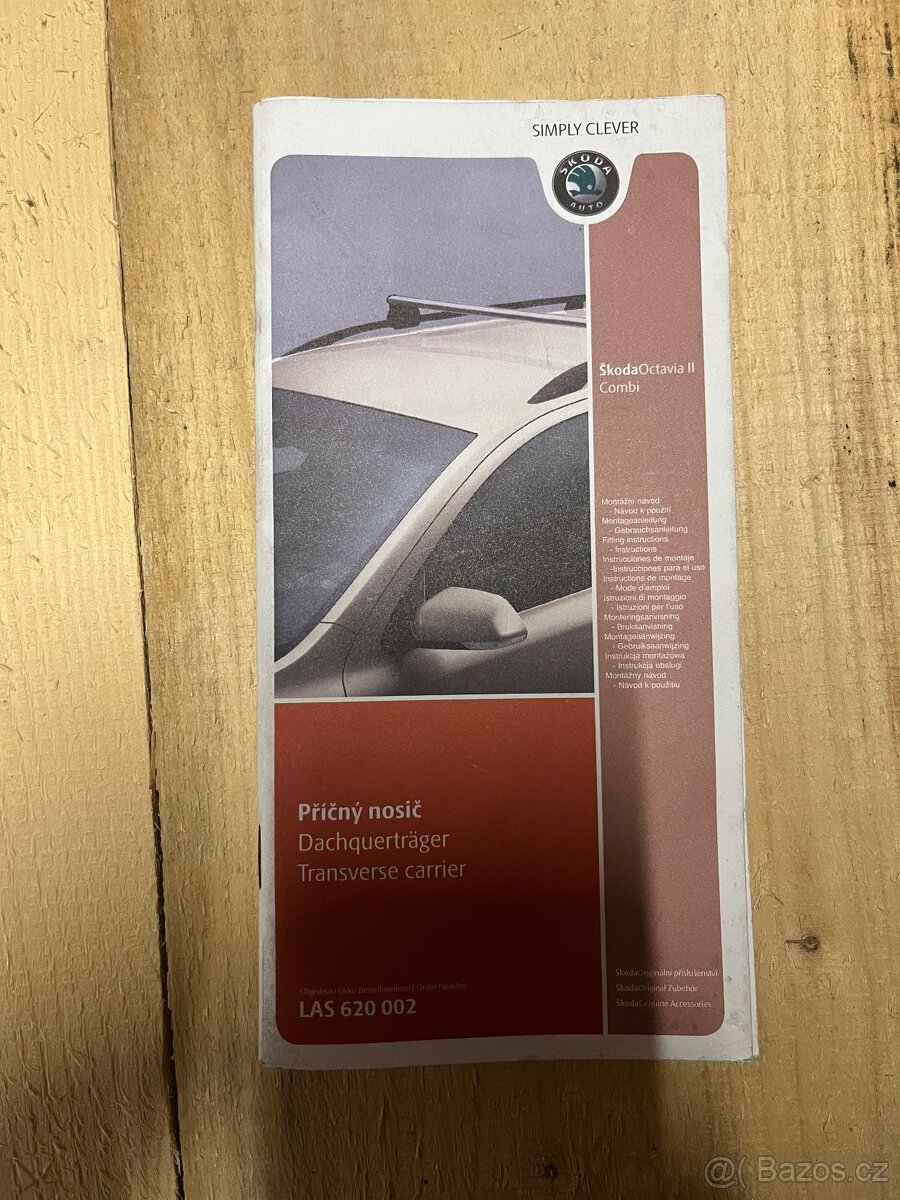 SIMPLY CLEVER
ŠKODA
AUTO
ŠkodaOctavia II
Combi
Montážní návod
- Návod k použití
Montageanleitung
- Gebrauchsanleitung
Fitting instructions
- Instructions
Instrucciones de montaje
-Instrucciones para el uso
Instructions de montage
- Mode d'emploi
Istruzioni di montaggio
- Istruzioni per l'uso
Monteringsanvisning
- Bruksanvisning
Montageaanwijzing
- Gebruiksaanwijzing
Instrukcja montażowa
- Instrukcja obsługi
Montážny návod
- Návod k použitiu
Příčný nosič
Dachquerträger
Transverse carrier
Objednací číslo/ Bestellnummer/ Order Number
LAS 620 002
ŠkodaOriginální příslušenství
ŠkodaOriginal Zubehör
ŠkodaGenuine Accessories
@( Bazos.cz